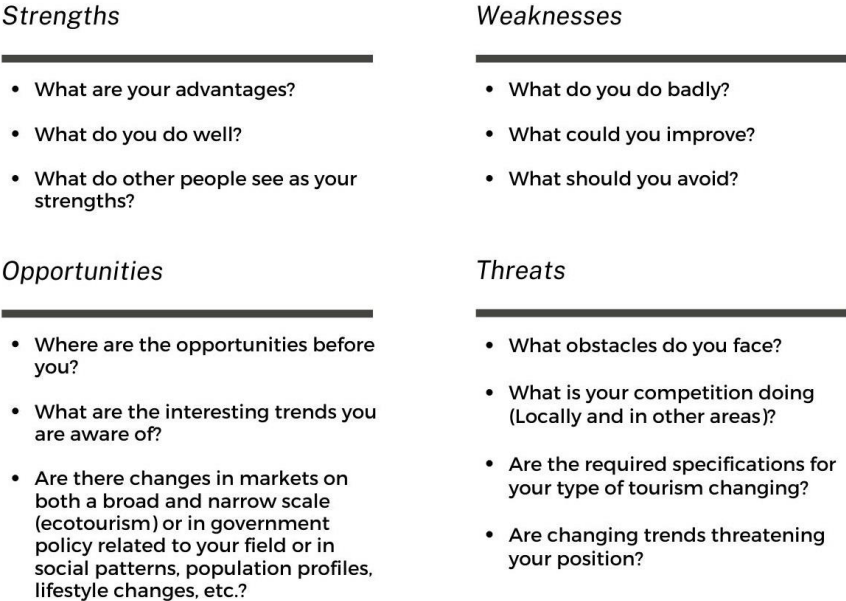 Strengths
• What are your advantages?
• What do you do well?
• What do other people see as your
strengths?
Weaknesses
• What do you do badly?
• What could you improve?
• What should you avoid?
Opportunities
• Where are the opportunities before
you?
• What are the interesting trends you
are aware of?
• Are there changes in markets on
both a broad and narrow scale
(ecotourism) or in government
policy related to your field or in
social patterns, population profiles,
lifestyle changes, etc.?
Threats
• What obstacles do you face?
• What is your competition doing
(Locally and in other areas)?
• Are the required specifications for
your type of tourism changing?
• Are changing trends threatening
your position?